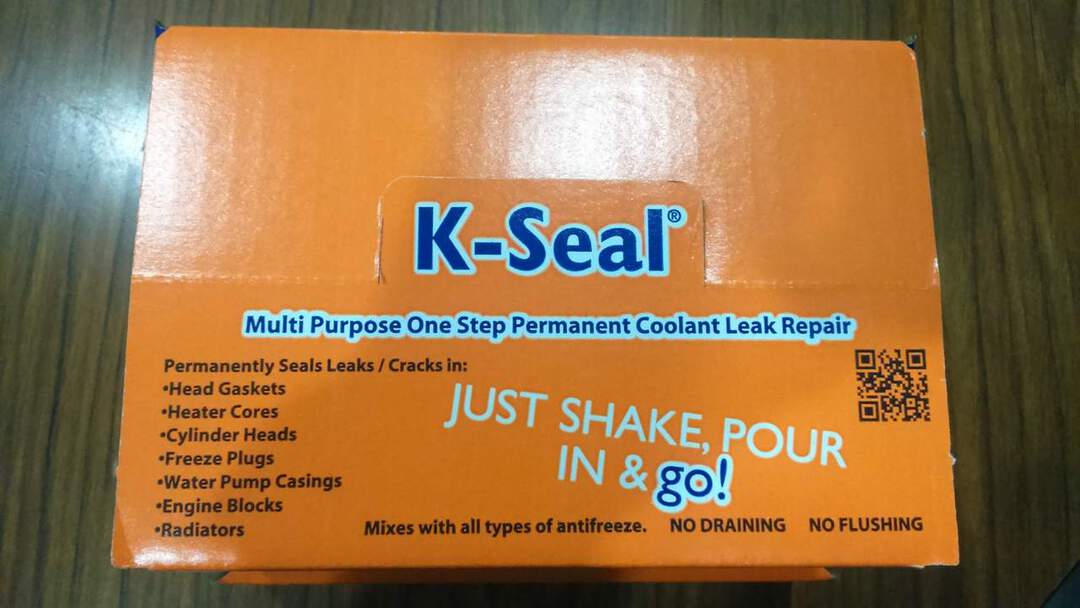 K-Seal®
Multi Purpose One Step Permanent Coolant Leak Repair
Permanently Seals Leaks / Cracks in:
•Head Gaskets
•Heater Cores
•Cylinder Heads
•Freeze Plugs
•Water Pump Casings
•Engine Blocks
•Radiators
JUST SHAKE, POUR
IN & go!
Mixes with all types of antifreeze. NO DRAINING NO FLUSHING